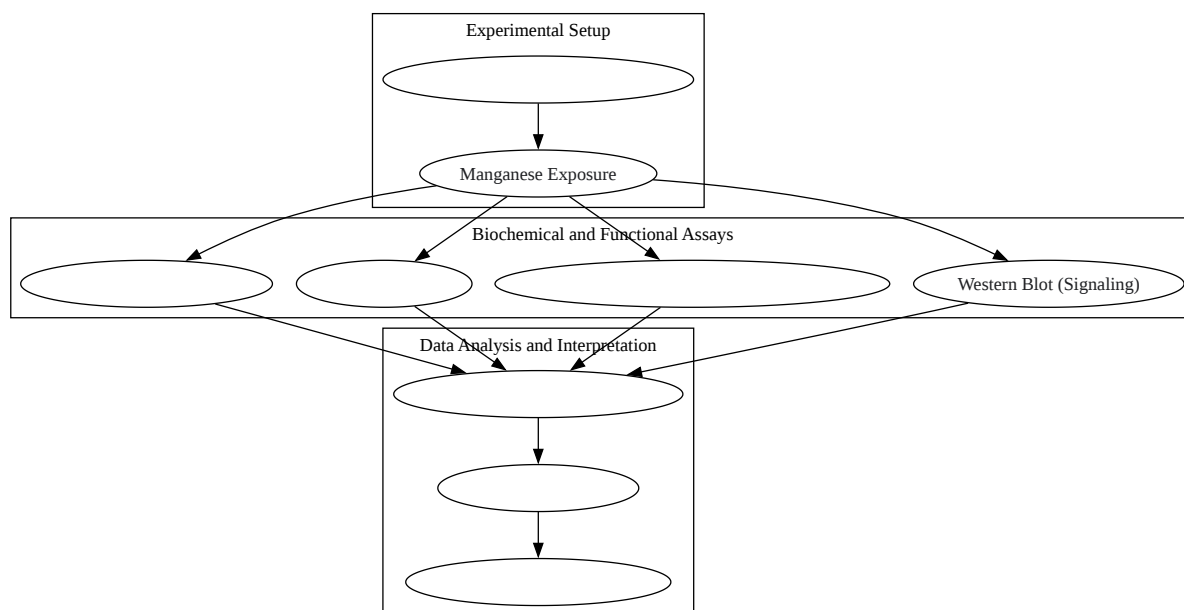 Experimental Setup
Manganese Exposure
Biochemical and Functional Assays
Western Blot (Signaling)
Data Analysis and Interpretation